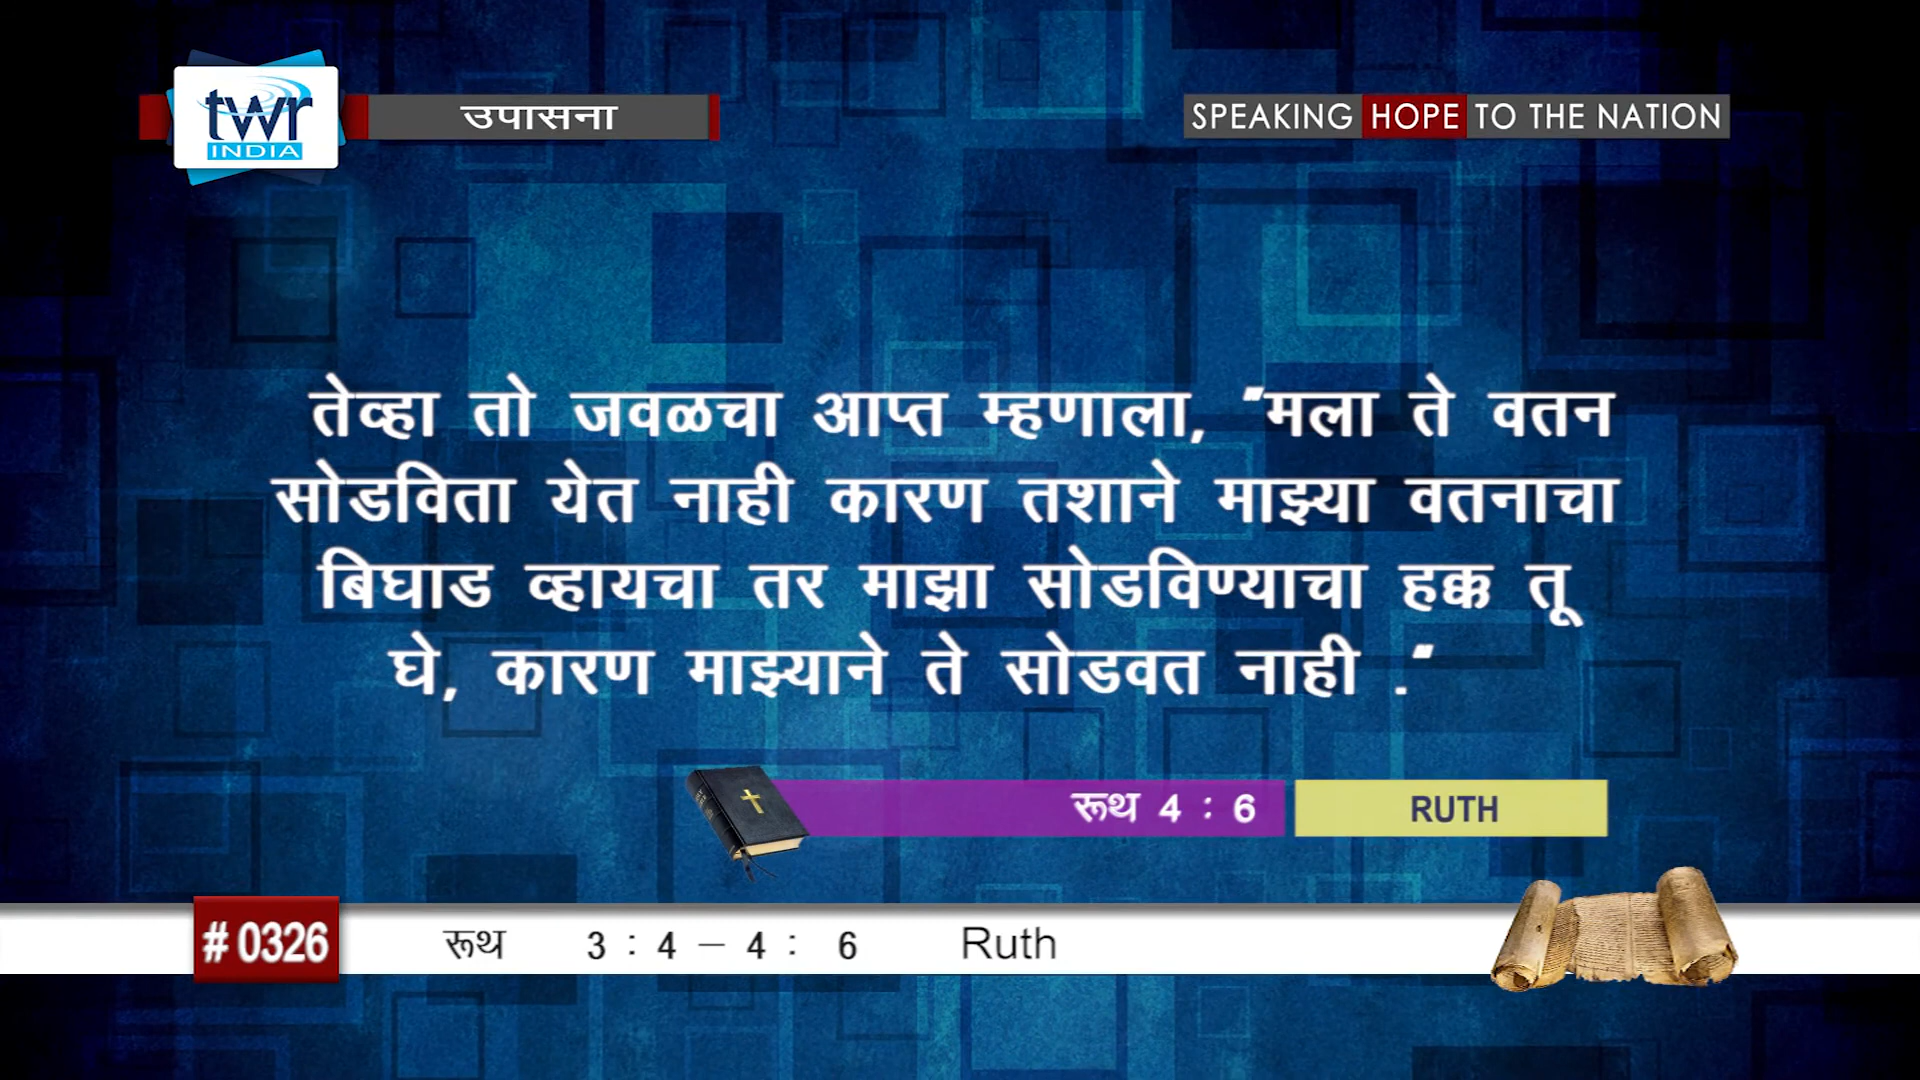 twr
INDIA
उपासना
SPEAKING HOPE TO THE NATION
तेव्हा तो जवळचा आप्त म्हणाला, “मला ते वतन
सोडविता येत नाही कारण तशाने माझ्या वतनाचा
बिघाड व्हायचा तर माझा सोडविण्याचा हक्क तू
घे, कारण माझ्याने ते सोडवत नाही .“
रूथ 4 : 6
RUTH
# 0326
रूथ 3 : 4 – 4 : 6 Ruth